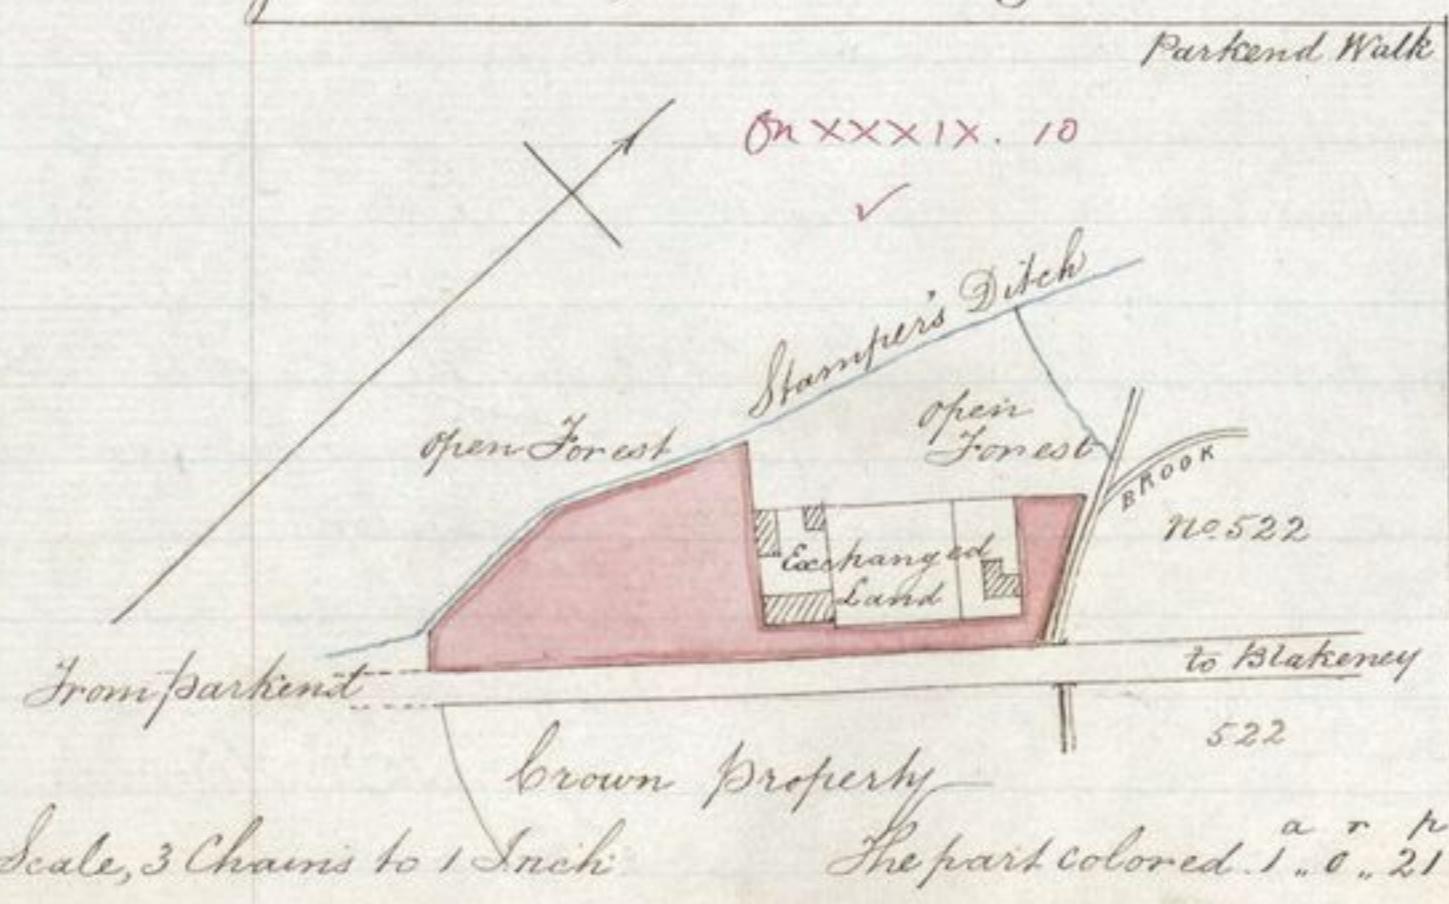 Parkend Walk
On XXXIX. 10
Stamper's Ditch
open Forest
open
Forest
BROOK
No. 522
Exchanged
Land
From parkend
to Blakeney
522
Crown Property
a r p
Scale, 3 Chains to 1 Inch
The part colored. 1 ,, 0 ,, 21